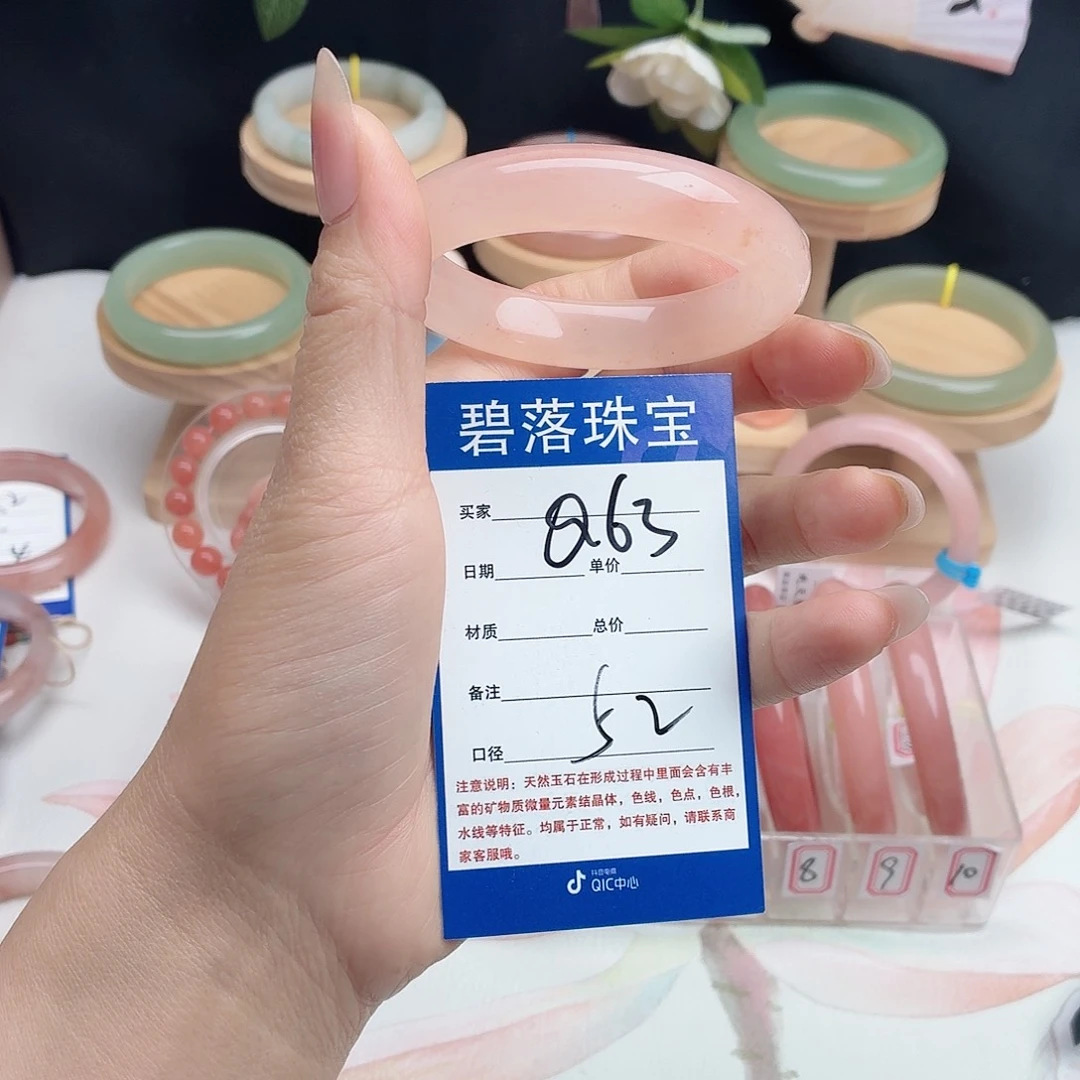 碧落珠宝
买家
Q63
日期 单价
材质 总价
备注
52
口径
注意说明：天然玉石在形成过程中里面会含有丰
富的矿物质微量元素结晶体，色线，色点，色根，
水线等特征。均属于正常，如有疑问，请联系商
家客服哦。
抖音电商
QIC中心
8 9 10